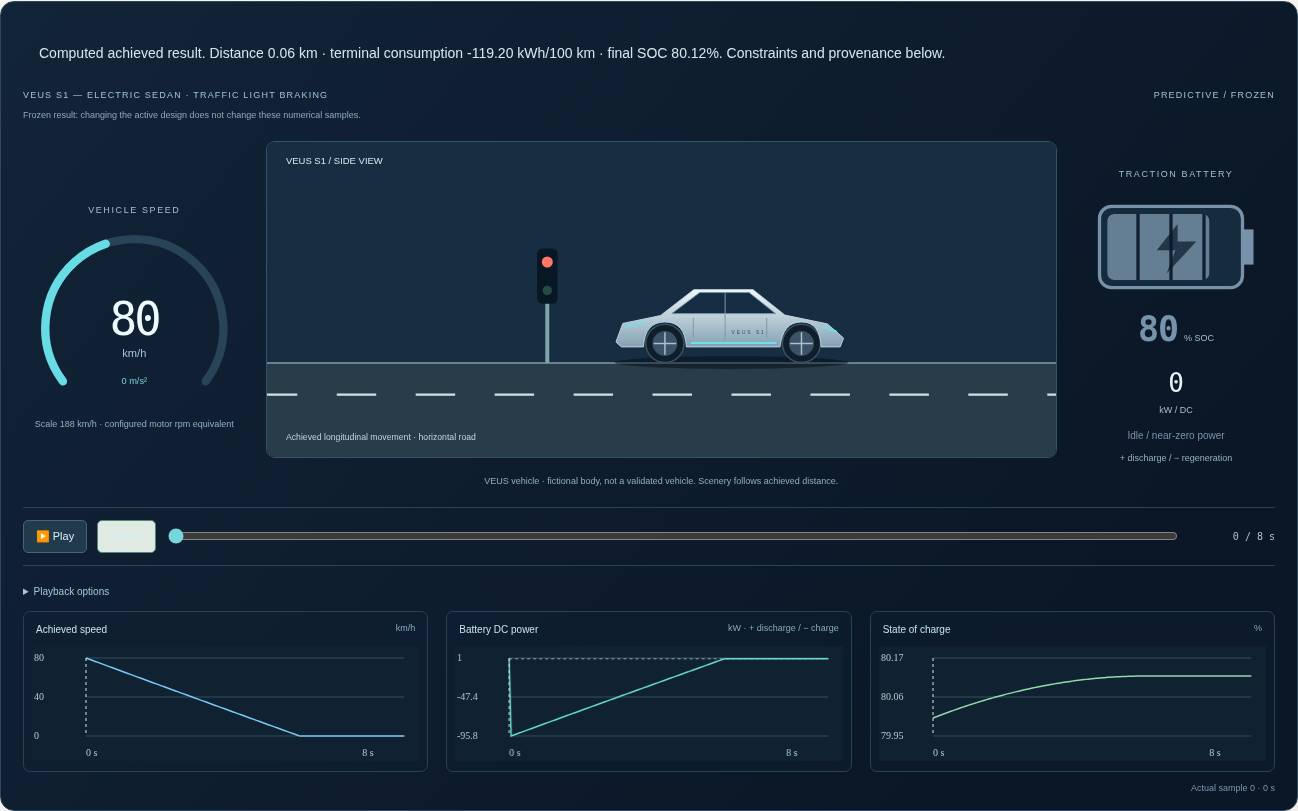 Computed achieved result. Distance 0.06 km · terminal consumption -119.20 kWh/100 km · final SOC 80.12%. Constraints and provenance below.
VEUS S1 — ELECTRIC SEDAN · TRAFFIC LIGHT BRAKING
PREDICTIVE / FROZEN
Frozen result: changing the active design does not change these numerical samples.
VEHICLE SPEED
80
km/h
0 m/s²
Scale 188 km/h · configured motor rpm equivalent
VEUS S1 / SIDE VIEW
VEUS S1
Achieved longitudinal movement · horizontal road
VEUS vehicle · fictional body, not a validated vehicle. Scenery follows achieved distance.
TRACTION BATTERY
80 % SOC
0
kW / DC
Idle / near-zero power
+ discharge / − regeneration
▶️ Play
0 / 8 s
▶ Playback options
Achieved speed
km/h
80
40
0
0 s
8 s
Battery DC power
kW · + discharge / − charge
1
-47.4
-95.8
0 s
8 s
State of charge
%
80.17
80.06
79.95
0 s
8 s
Actual sample 0 · 0 s